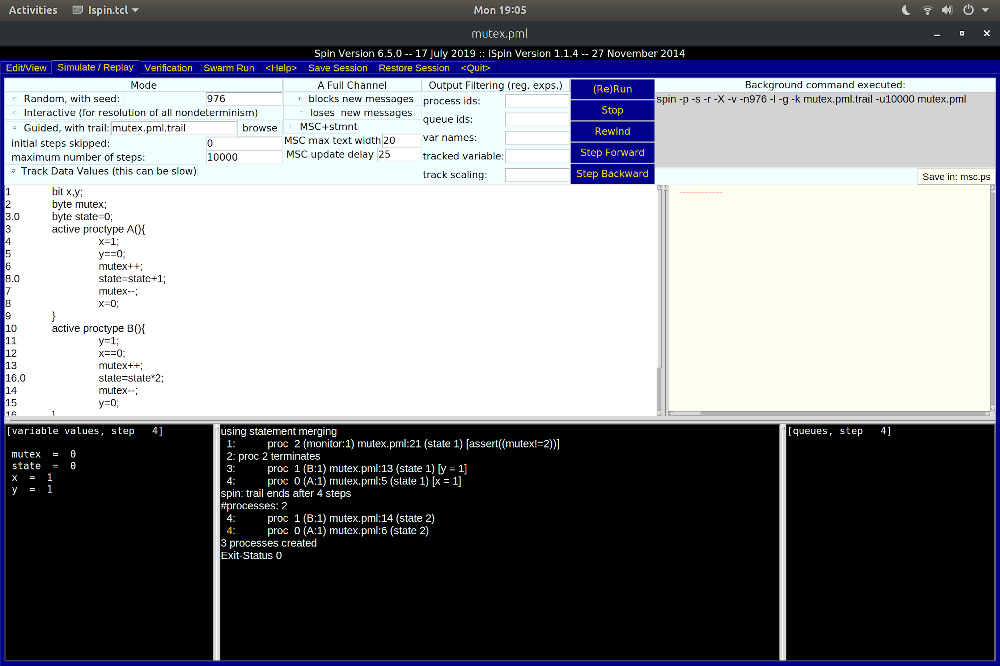 Activities Ispin.tcl Mon 19:05
mutex.pml
Spin Version 6.5.0 -- 17 July 2019 :: iSpin Version 1.1.4 -- 27 November 2014
Edit/View Simulate / Replay Verification Swarm Run <Help> Save Session Restore Session <Quit>
Mode
Random, with seed: 976
Interactive (for resolution of all nondeterminism)
Guided, with trail: mutex.pml.trail browse
initial steps skipped: 0
maximum number of steps: 10000
Track Data Values (this can be slow)
A Full Channel
blocks new messages
loses new messages
MSC+stmnt
MSC max text width 20
MSC update delay 25
Output Filtering (reg. exps.)
process ids:
queue ids:
var names:
tracked variable:
track scaling:
(Re)Run
Stop
Rewind
Step Forward
Step Backward
Background command executed:
spin -p -s -r -X -v -n976 -l -g -k mutex.pml.trail -u10000 mutex.pml
Save in: msc.ps
1 bit x,y;
2 byte mutex;
3.0 byte state=0;
3 active proctype A(){
4 x=1;
5 y==0;
6 mutex++;
8.0 state=state+1;
7 mutex--;
8 x=0;
9 }
10 active proctype B(){
11 y=1;
12 x==0;
13 mutex++;
16.0 state=state*2;
14 mutex--;
15 y=0;
16 }
[variable values, step 4]
mutex = 0
state = 0
x = 1
y = 1
using statement merging
1: proc 2 (monitor:1) mutex.pml:21 (state 1) [assert((mutex!=2))]
2: proc 2 terminates
3: proc 1 (B:1) mutex.pml:13 (state 1) [y = 1]
4: proc 0 (A:1) mutex.pml:5 (state 1) [x = 1]
spin: trail ends after 4 steps
#processes: 2
4: proc 1 (B:1) mutex.pml:14 (state 2)
4: proc 0 (A:1) mutex.pml:6 (state 2)
3 processes created
Exit-Status 0
[queues, step 4]